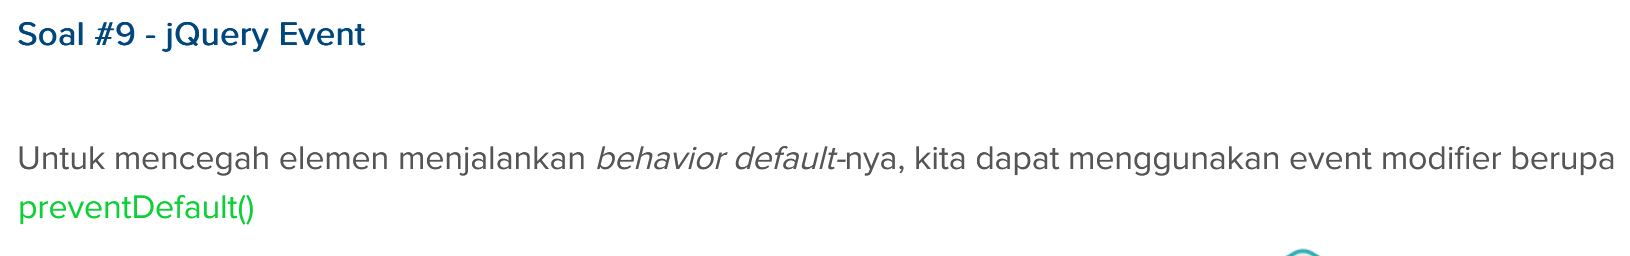 Soal #9 - jQuery Event
Untuk mencegah elemen menjalankan behavior default-nya, kita dapat menggunakan event modifier berupa
preventDefault()